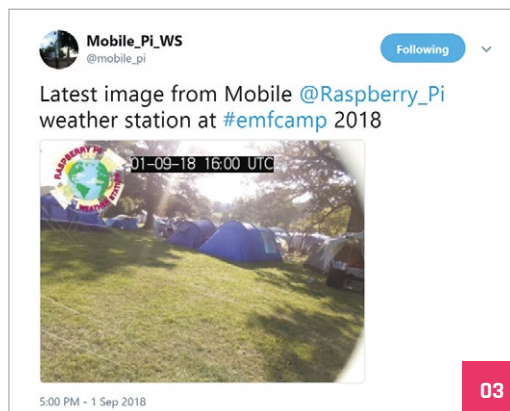 Mobile_Pi_WS
@mobile_pi
Following
Latest image from Mobile @Raspberry_Pi
weather station at #emfcamp 2018
RASPBERRY PI
WEATHER STATION
01-09-18 16:00 UTC
5:00 PM - 1 Sep 2018
03